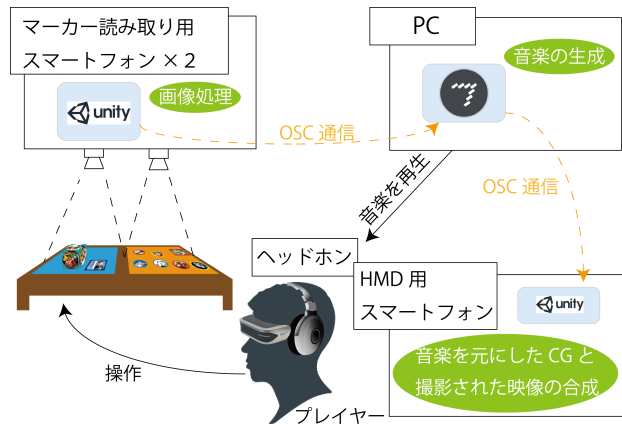 マーカー読み取り用
スマートフォン × 2
画像処理
unity
OSC 通信
PC
音楽の生成
OSC 通信
音楽を再生
ヘッドホン
HMD 用
スマートフォン
unity
音楽を元にした CG と
撮影された映像の合成
操作
プレイヤー